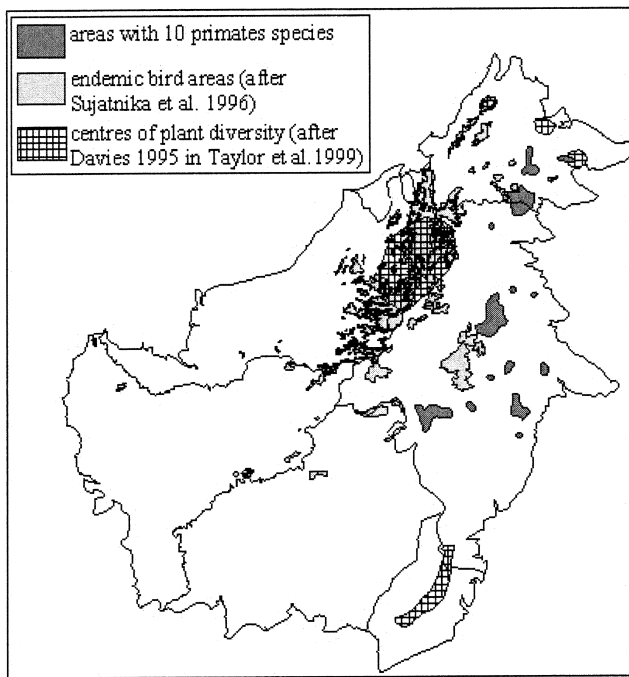 areas with 10 primates species
endemic bird areas (after
Sujatnika et al. 1996)
centres of plant diversity (after
Davies 1995 in Taylor et al.1999)